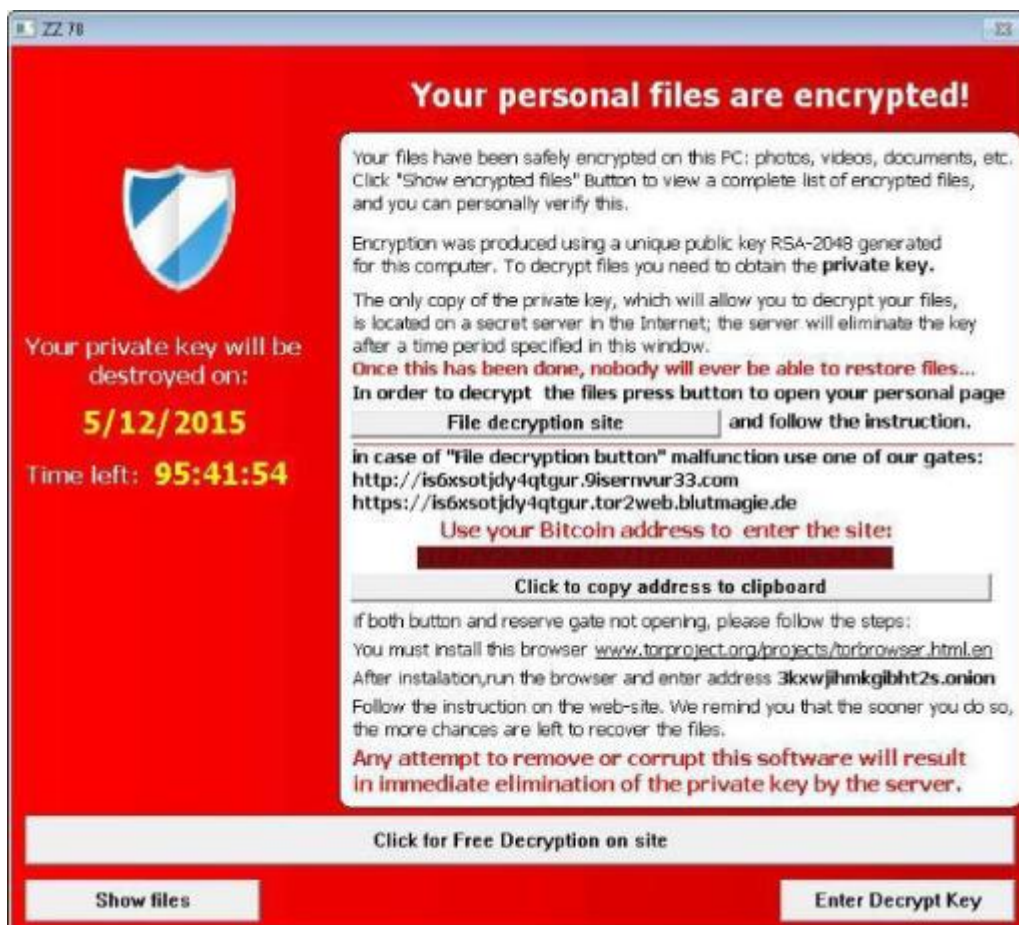 ZZ 78
Your personal files are encrypted!
Your files have been safely encrypted on this PC: photos, videos, documents, etc.
Click "Show encrypted files" Button to view a complete list of encrypted files,
and you can personally verify this.
Encryption was produced using a unique public key RSA-2048 generated
for this computer. To decrypt files you need to obtain the private key.
The only copy of the private key, which will allow you to decrypt your files,
is located on a secret server in the Internet; the server will eliminate the key
after a time period specified in this window.
Once this has been done, nobody will ever be able to restore files...
In order to decrypt the files press button to open your personal page
File decryption site
and follow the instruction.
in case of "File decryption button" malfunction use one of our gates:
http://is6xsotjdy4qtgur.9isernvur33.com
https://is6xsotjdy4qtgur.tor2web.blutmagie.de
Use your Bitcoin address to enter the site:
Click to copy address to clipboard
if both button and reserve gate not opening, please follow the steps:
You must install this browser www.torproject.org/projects/torbrowser.html.en
After instalation,run the browser and enter address 3kxwjihmkgibht2s.onion
Follow the instruction on the web-site. We remind you that the sooner you do so,
the more chances are left to recover the files.
Any attempt to remove or corrupt this software will result
in immediate elimination of the private key by the server.
Your private key will be
destroyed on:
5/12/2015
Time left: 95:41:54
Click for Free Decryption on site
Show files
Enter Decrypt Key